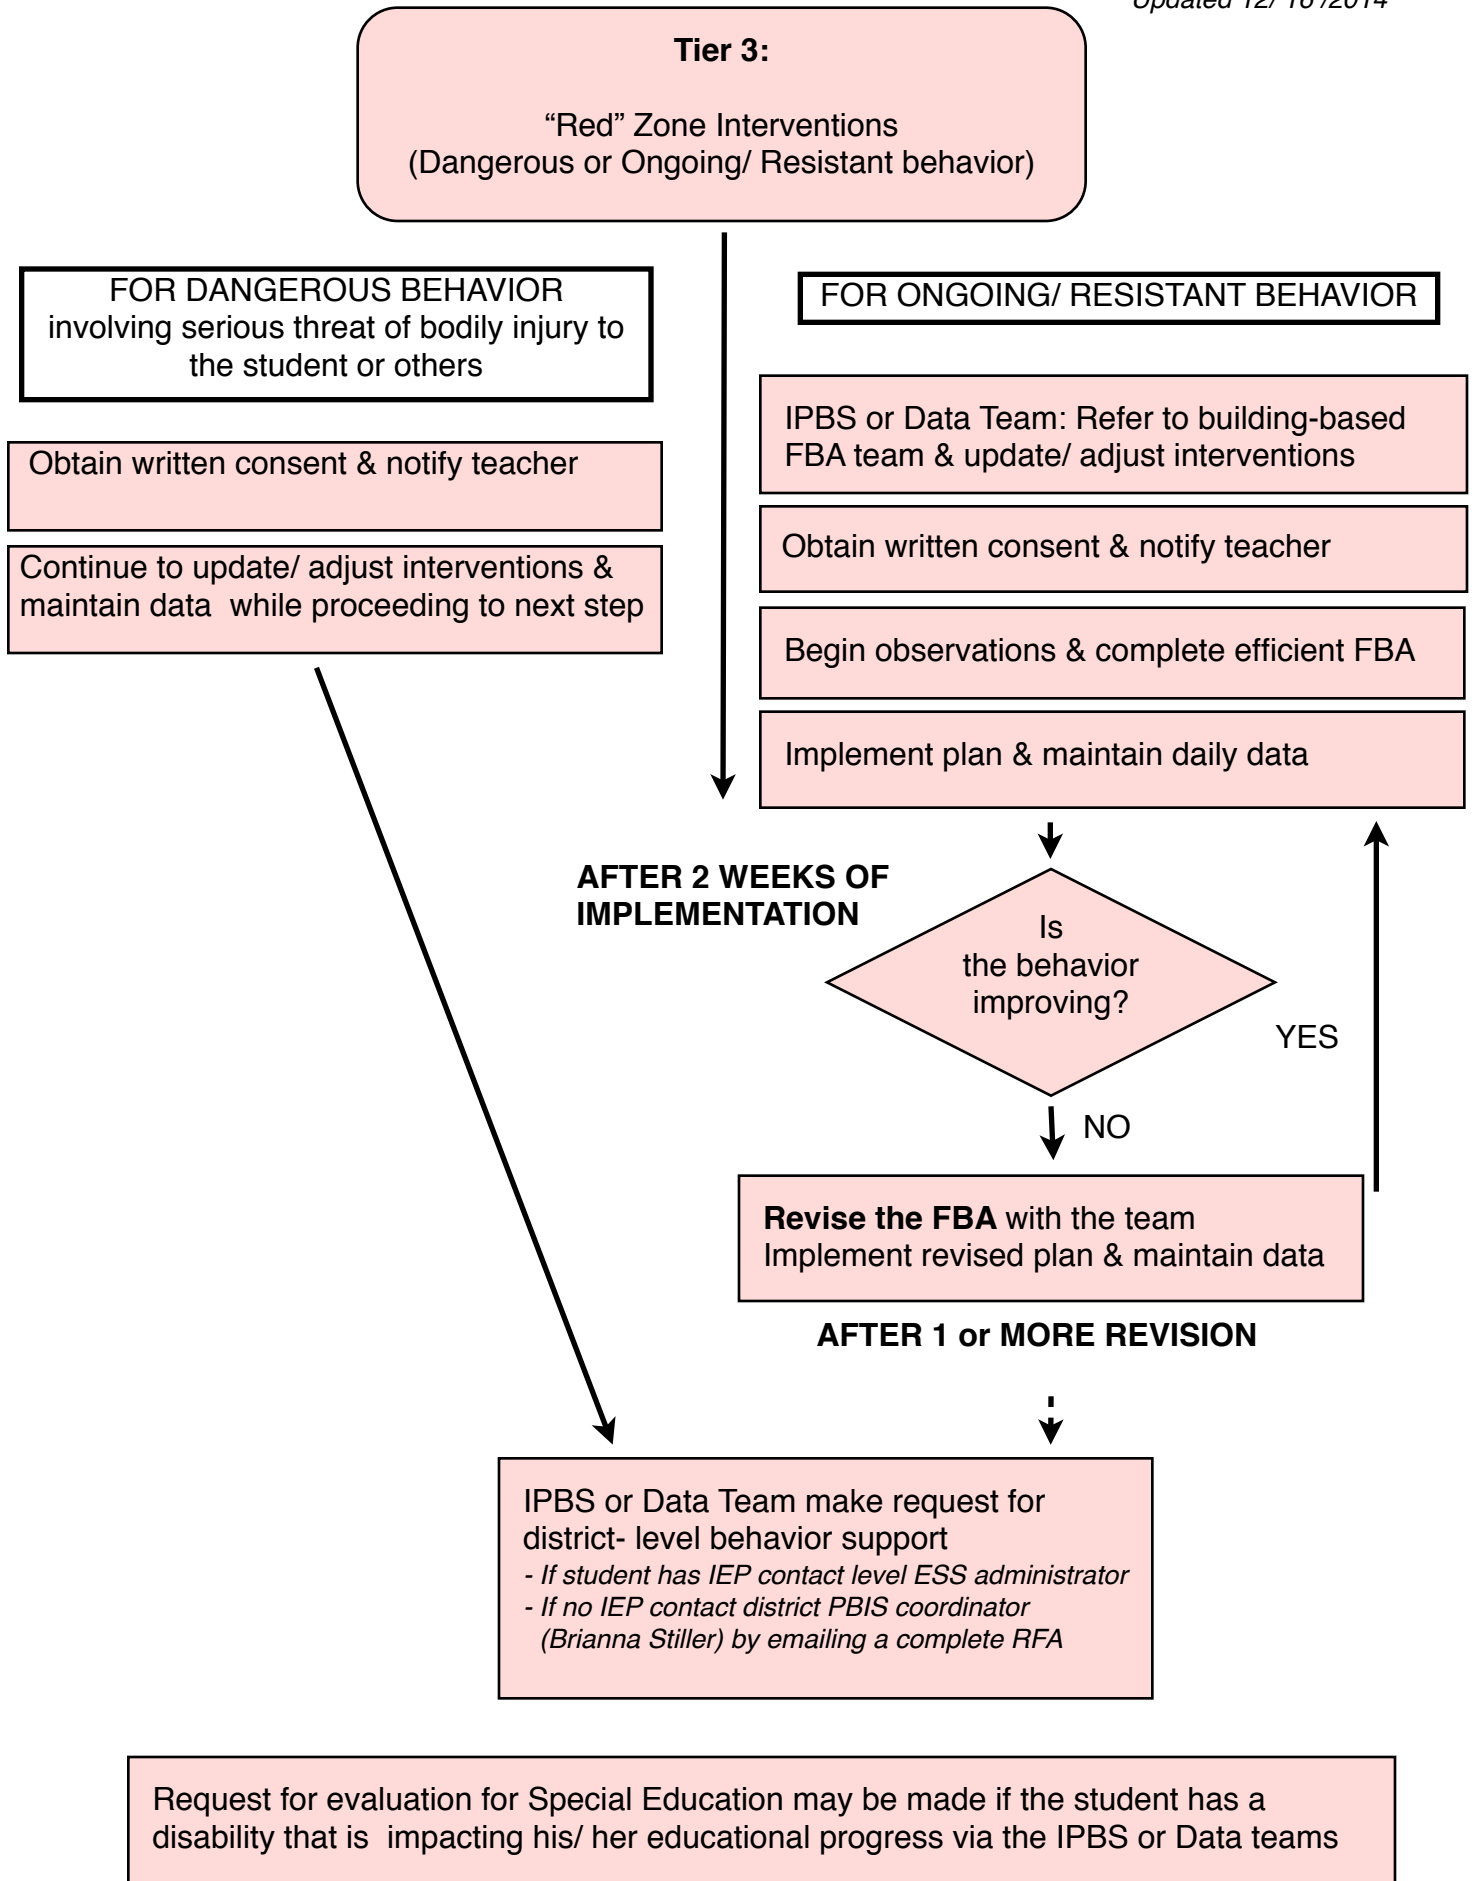 Updated 12/ 16 /2014
Tier 3:
“Red” Zone Interventions
(Dangerous or Ongoing/ Resistant behavior)
FOR DANGEROUS BEHAVIOR
involving serious threat of bodily injury to
the student or others
Obtain written consent & notify teacher
Continue to update/ adjust interventions &
maintain data while proceeding to next step
FOR ONGOING/ RESISTANT BEHAVIOR
IPBS or Data Team: Refer to building-based
FBA team & update/ adjust interventions
Obtain written consent & notify teacher
Begin observations & complete efficient FBA
Implement plan & maintain daily data
AFTER 2 WEEKS OF
IMPLEMENTATION
Is
the behavior
improving?
YES
NO
Revise the FBA with the team
Implement revised plan & maintain data
AFTER 1 or MORE REVISION
IPBS or Data Team make request for
district- level behavior support
- If student has IEP contact level ESS administrator
- If no IEP contact district PBIS coordinator
(Brianna Stiller) by emailing a complete RFA
Request for evaluation for Special Education may be made if the student has a
disability that is impacting his/ her educational progress via the IPBS or Data teams